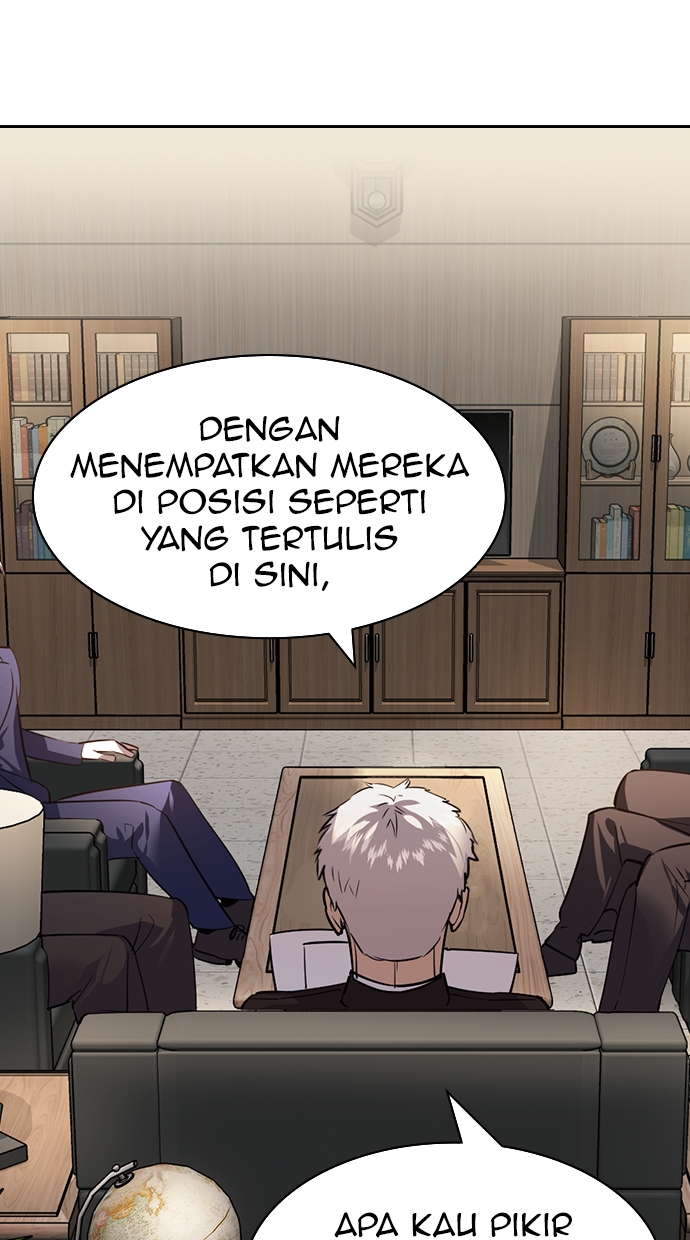 DENGAN
MENEMPATKAN MEREKA
DI POSISI SEPERTI
YANG TERTULIS
DI SINI,
APA KAU PIKIR